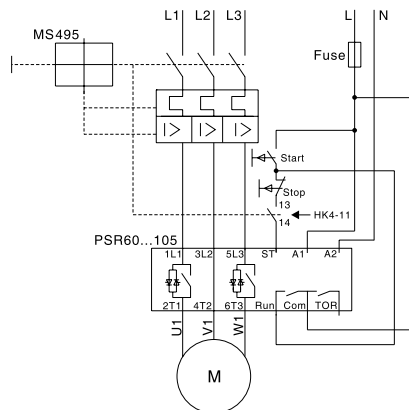 L1 L2 L3 L N
MS495
Fuse
I> I> I>
Start
Stop
13
14
HK4-11
PSR60...105
1L1 3L2 5L3 ST A1 A2
2T1 4T2 6T3 Run Com TOR
U1 V1 W1
M